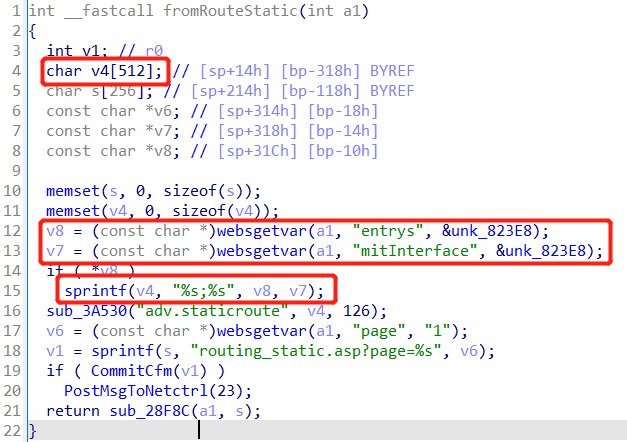 1 int __fastcall fromRouteStatic(int a1)
2 {
3 int v1; // r0
4 char v4[512]; // [sp+14h] [bp-318h] BYREF
5 char s[256]; // [sp+214h] [bp-118h] BYREF
6 const char *v6; // [sp+314h] [bp-18h]
7 const char *v7; // [sp+318h] [bp-14h]
8 const char *v8; // [sp+31Ch] [bp-10h]
9
10 memset(s, 0, sizeof(s));
11 memset(v4, 0, sizeof(v4));
12 v8 = (const char *)websgetvar(a1, "entrys", &unk_823E8);
13 v7 = (const char *)websgetvar(a1, "mitInterface", &unk_823E8);
14 if ( *v8 )
15 sprintf(v4, "%s;%s", v8, v7);
16 sub_3A530("adv.staticroute", v4, 126);
17 v6 = (const char *)websgetvar(a1, "page", "1");
18 v1 = sprintf(s, "routing_static.asp?page=%s", v6);
19 if ( CommitCfm(v1) )
20 PostMsgToNetctrl(23);
21 return sub_28F8C(a1, s);
22 }